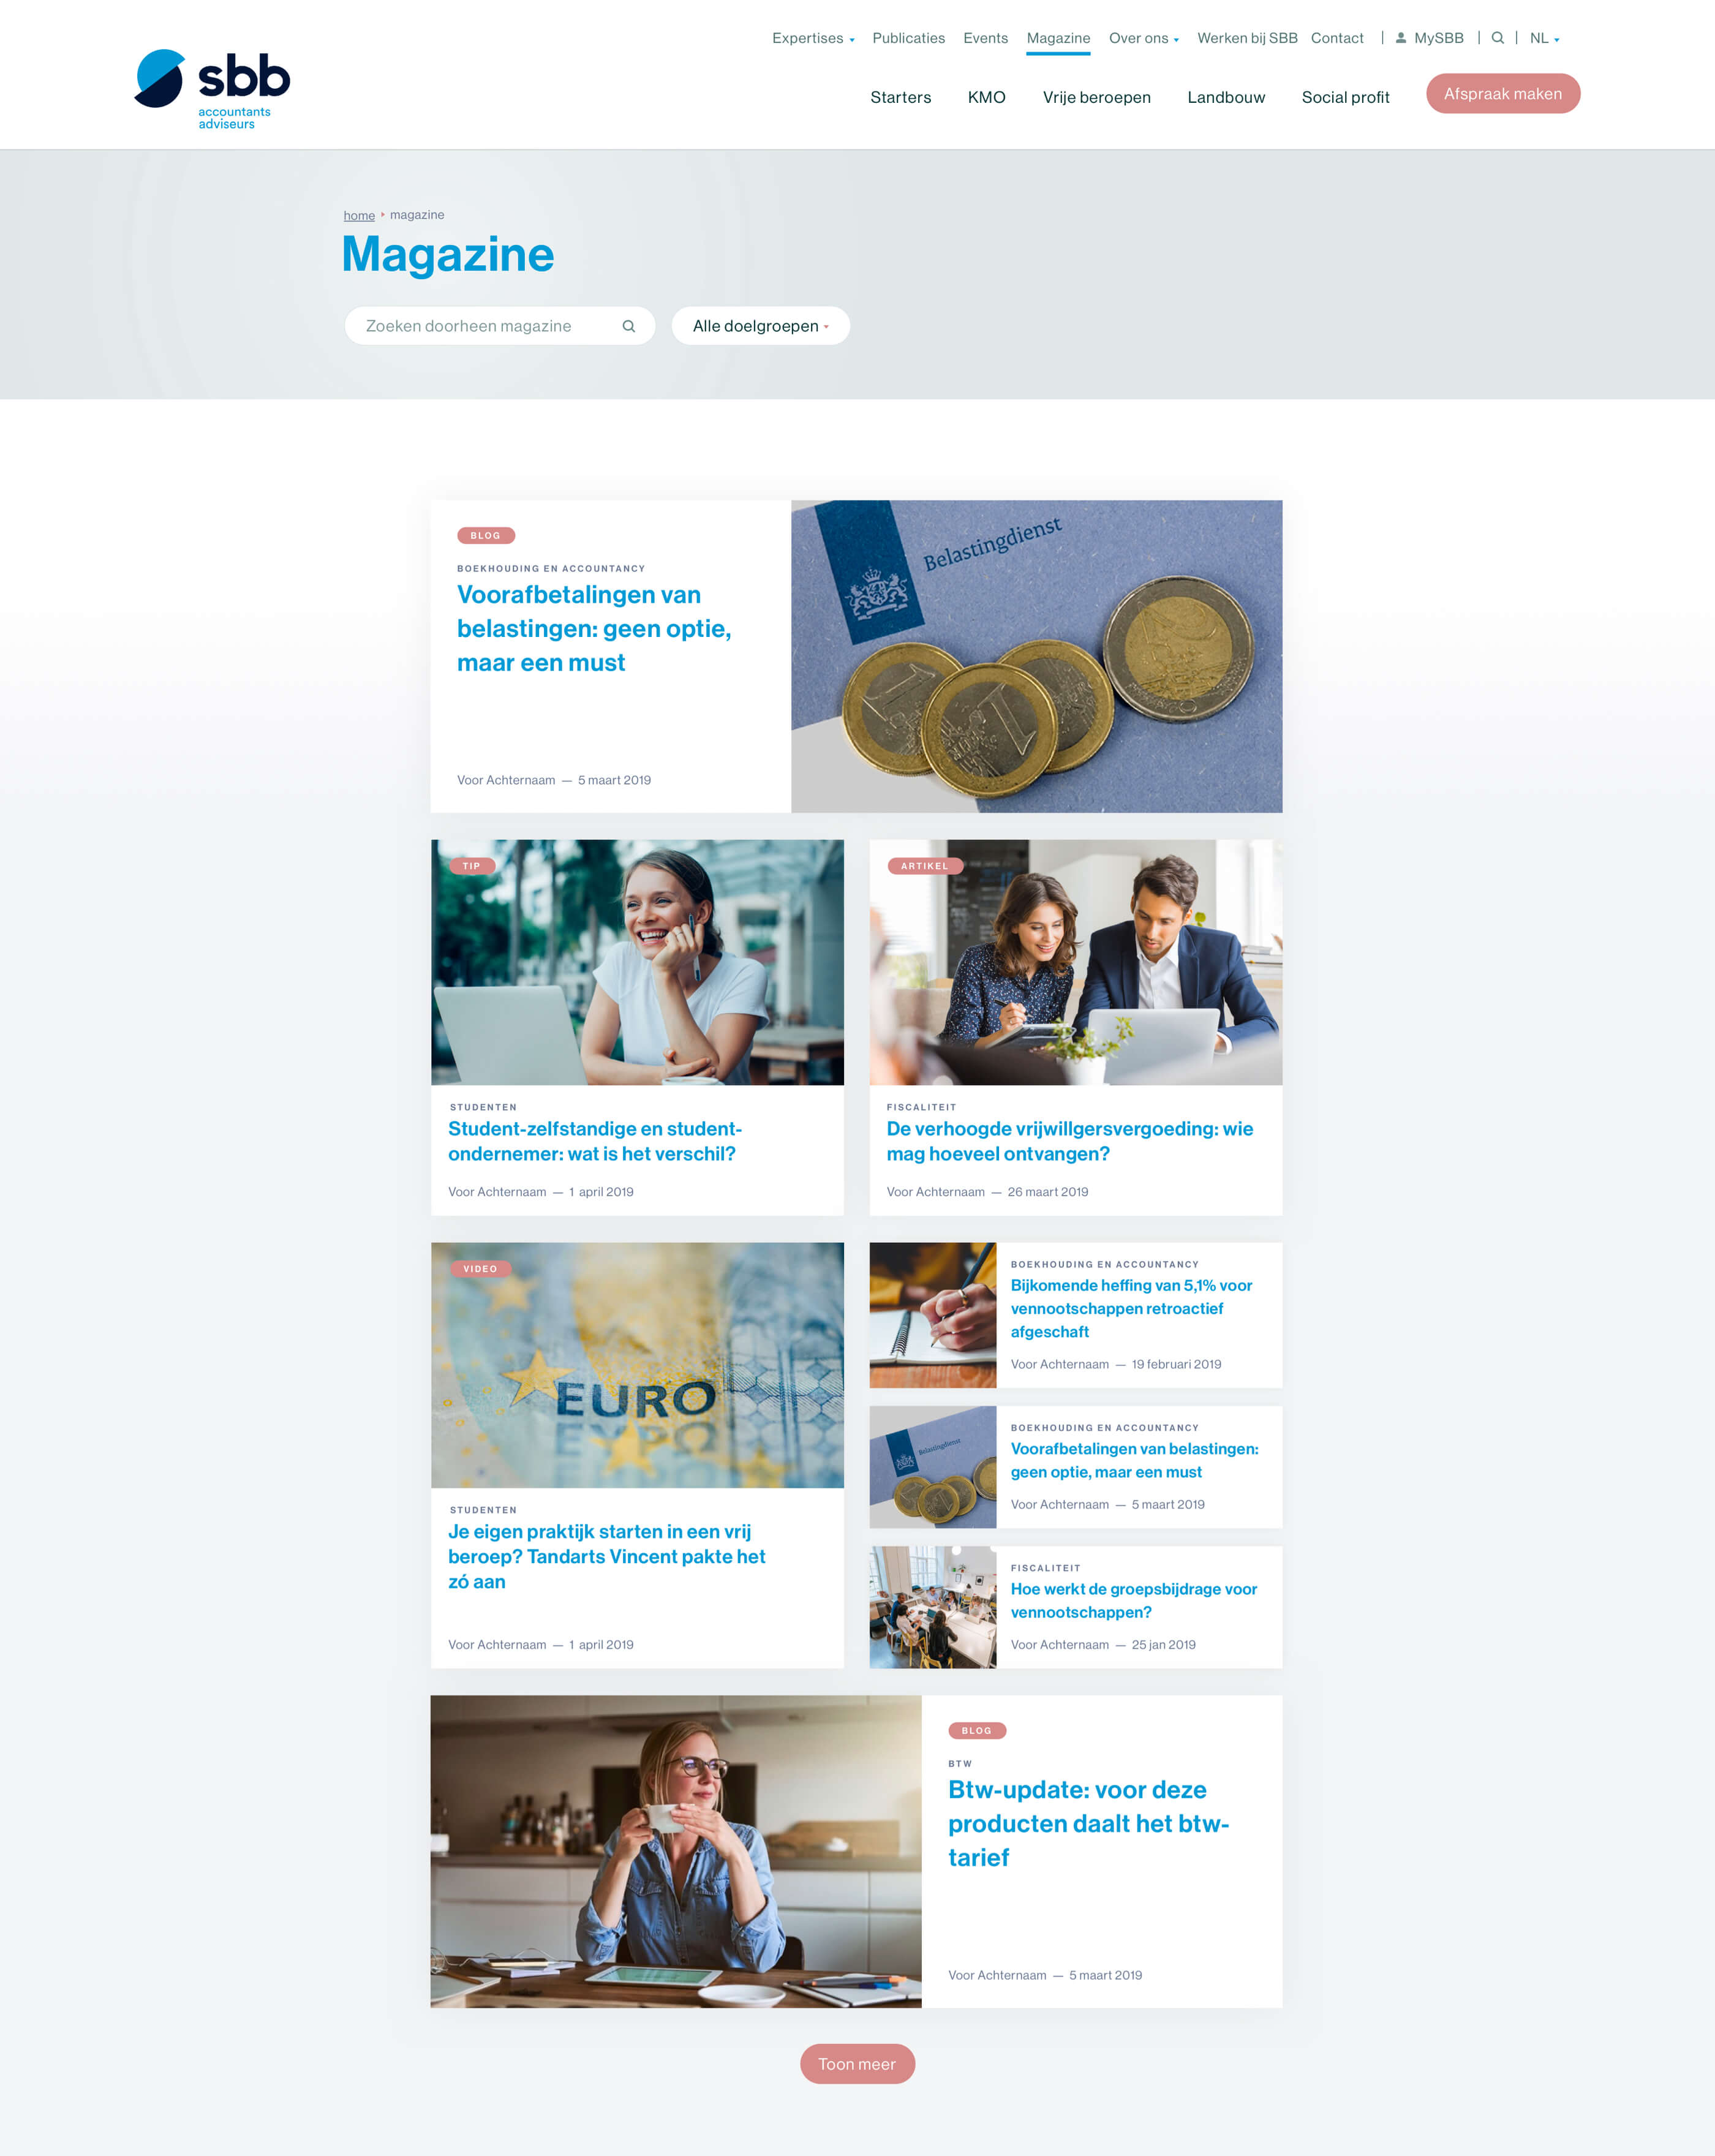 Expertises Publicaties Events Magazine Over ons Werken bij SBB Contact | MySBB | | NL
sbb
accountants
adviseurs
Starters KMO Vrije beroepen Landbouw Social profit Afspraak maken
home magazine
Magazine
Zoeken doorheen magazine
Alle doelgroepen
BLOG
BOEKHOUDING EN ACCOUNTANCY
Voorafbetalingen van
belastingen: geen optie,
maar een must
Voor Achternaam — 5 maart 2019
Belastingdienst
TIP
STUDENTEN
Student-zelfstandige en student-
ondernemer: wat is het verschil?
Voor Achternaam — 1 april 2019
ARTIKEL
FISCALITEIT
De verhoogde vrijwillgersvergoeding: wie
mag hoeveel ontvangen?
Voor Achternaam — 26 maart 2019
VIDEO
EURO
STUDENTEN
Je eigen praktijk starten in een vrij
beroep? Tandarts Vincent pakte het
zó aan
Voor Achternaam — 1 april 2019
BOEKHOUDING EN ACCOUNTANCY
Bijkomende heffing van 5,1% voor
vennootschappen retroactief
afgeschaft
Voor Achternaam — 19 februari 2019
Belastingdienst
BOEKHOUDING EN ACCOUNTANCY
Voorafbetalingen van belastingen:
geen optie, maar een must
Voor Achternaam — 5 maart 2019
FISCALITEIT
Hoe werkt de groepsbijdrage voor
vennootschappen?
Voor Achternaam — 25 jan 2019
BLOG
BTW
Btw-update: voor deze
producten daalt het btw-
tarief
Voor Achternaam — 5 maart 2019
Toon meer